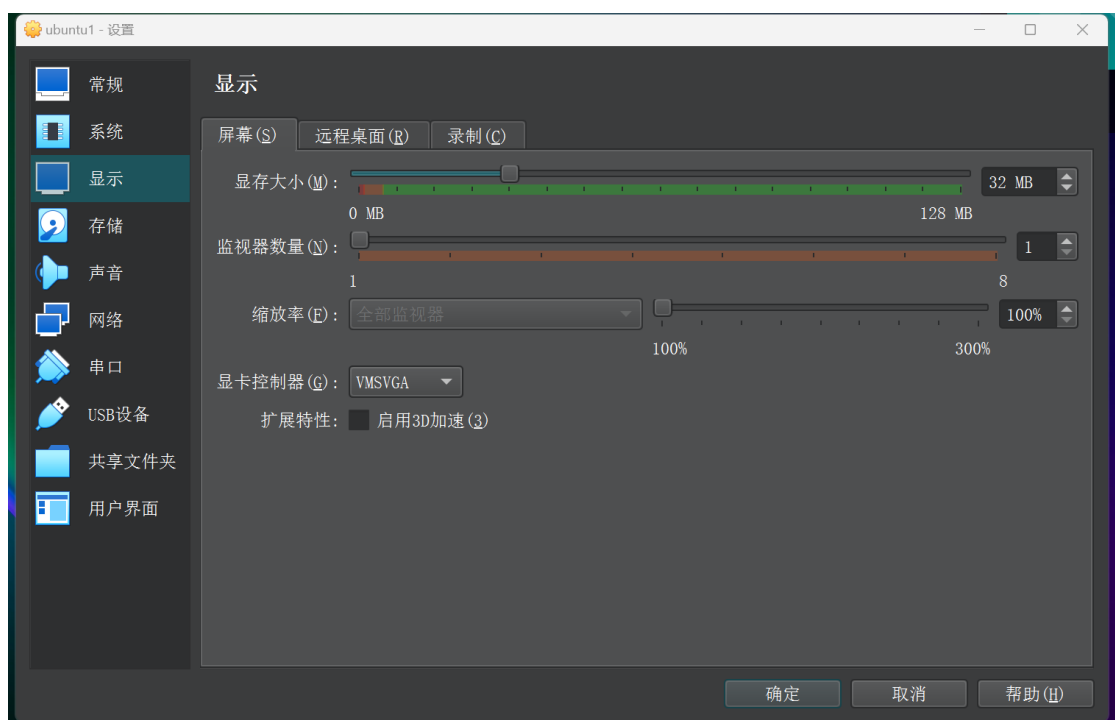 ubuntu1 - 设置
常规
系统
显示
存储
声音
网络
串口
USB设备
共享文件夹
用户界面
显示
屏幕(S) 远程桌面(R) 录制(C)
显存大小(M): 32 MB
0 MB 128 MB
监视器数量(N): 1
1 8
缩放率(F): 全部监视器 100%
100% 300%
显卡控制器(G): VMSVGA
扩展特性: 启用3D加速(3)
确定 取消 帮助(H)